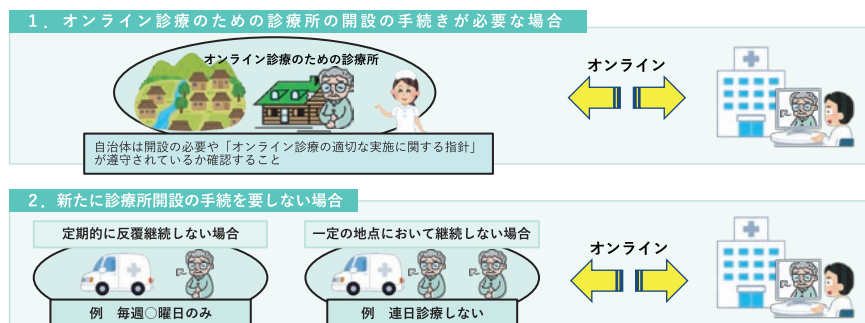 1．オンライン診療のための診療所の開設の手続きが必要な場合
オンライン診療のための診療所
オンライン
自治体は開設の必要や「オンライン診療の適切な実施に関する指針」
が遵守されているか確認すること
2．新たに診療所開設の手続を要しない場合
定期的に反覆継続しない場合
一定の地点において継続しない場合
オンライン
例　毎週○曜日のみ
例　連日診療しない